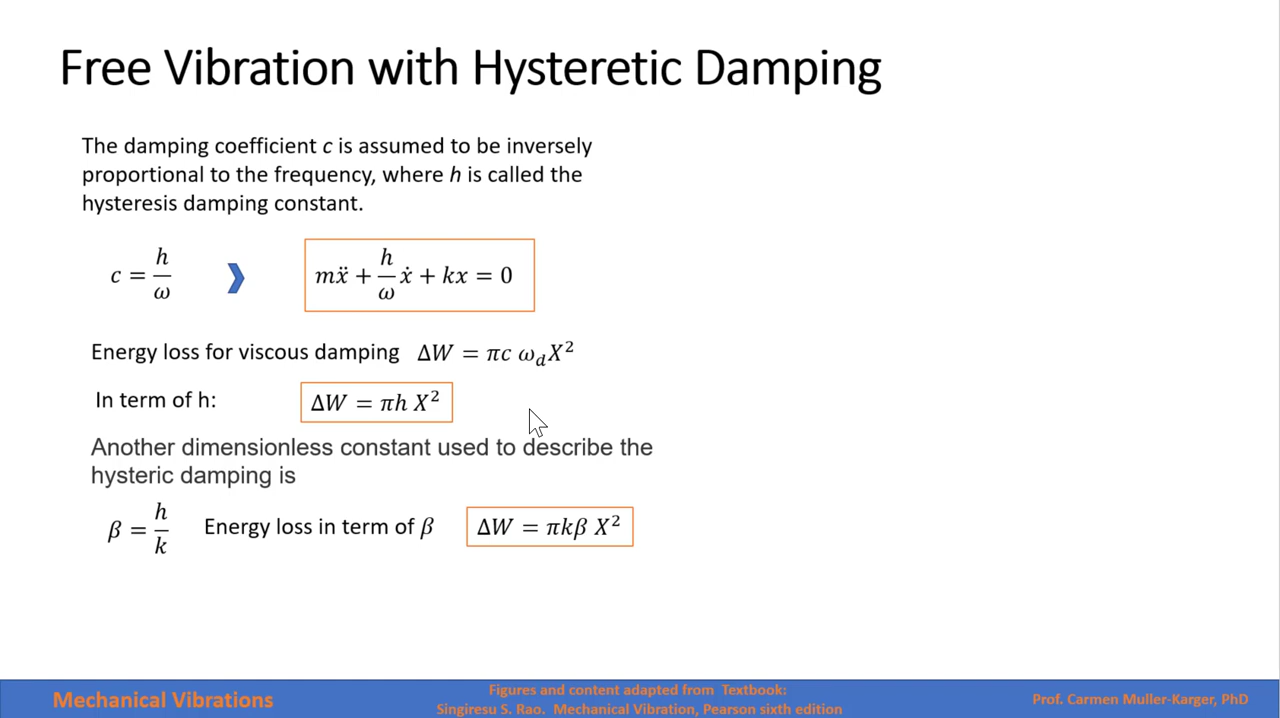 Free Vibration with Hysteretic Damping
The damping coefficient c is assumed to be inversely
proportional to the frequency, where h is called the
hysteresis damping constant.
c = h/ω
mẍ + h/ω ẋ + kx = 0
Energy loss for viscous damping ΔW = πc ω_d X²
In term of h: ΔW = πh X²
Another dimensionless constant used to describe the
hysteric damping is
β = h/k Energy loss in term of β ΔW = πkβ X²
Mechanical Vibrations
Figures and content adapted from Textbook:
Singiresu S. Rao. Mechanical Vibration, Pearson sixth edition
Prof. Carmen Muller-Karger, PhD